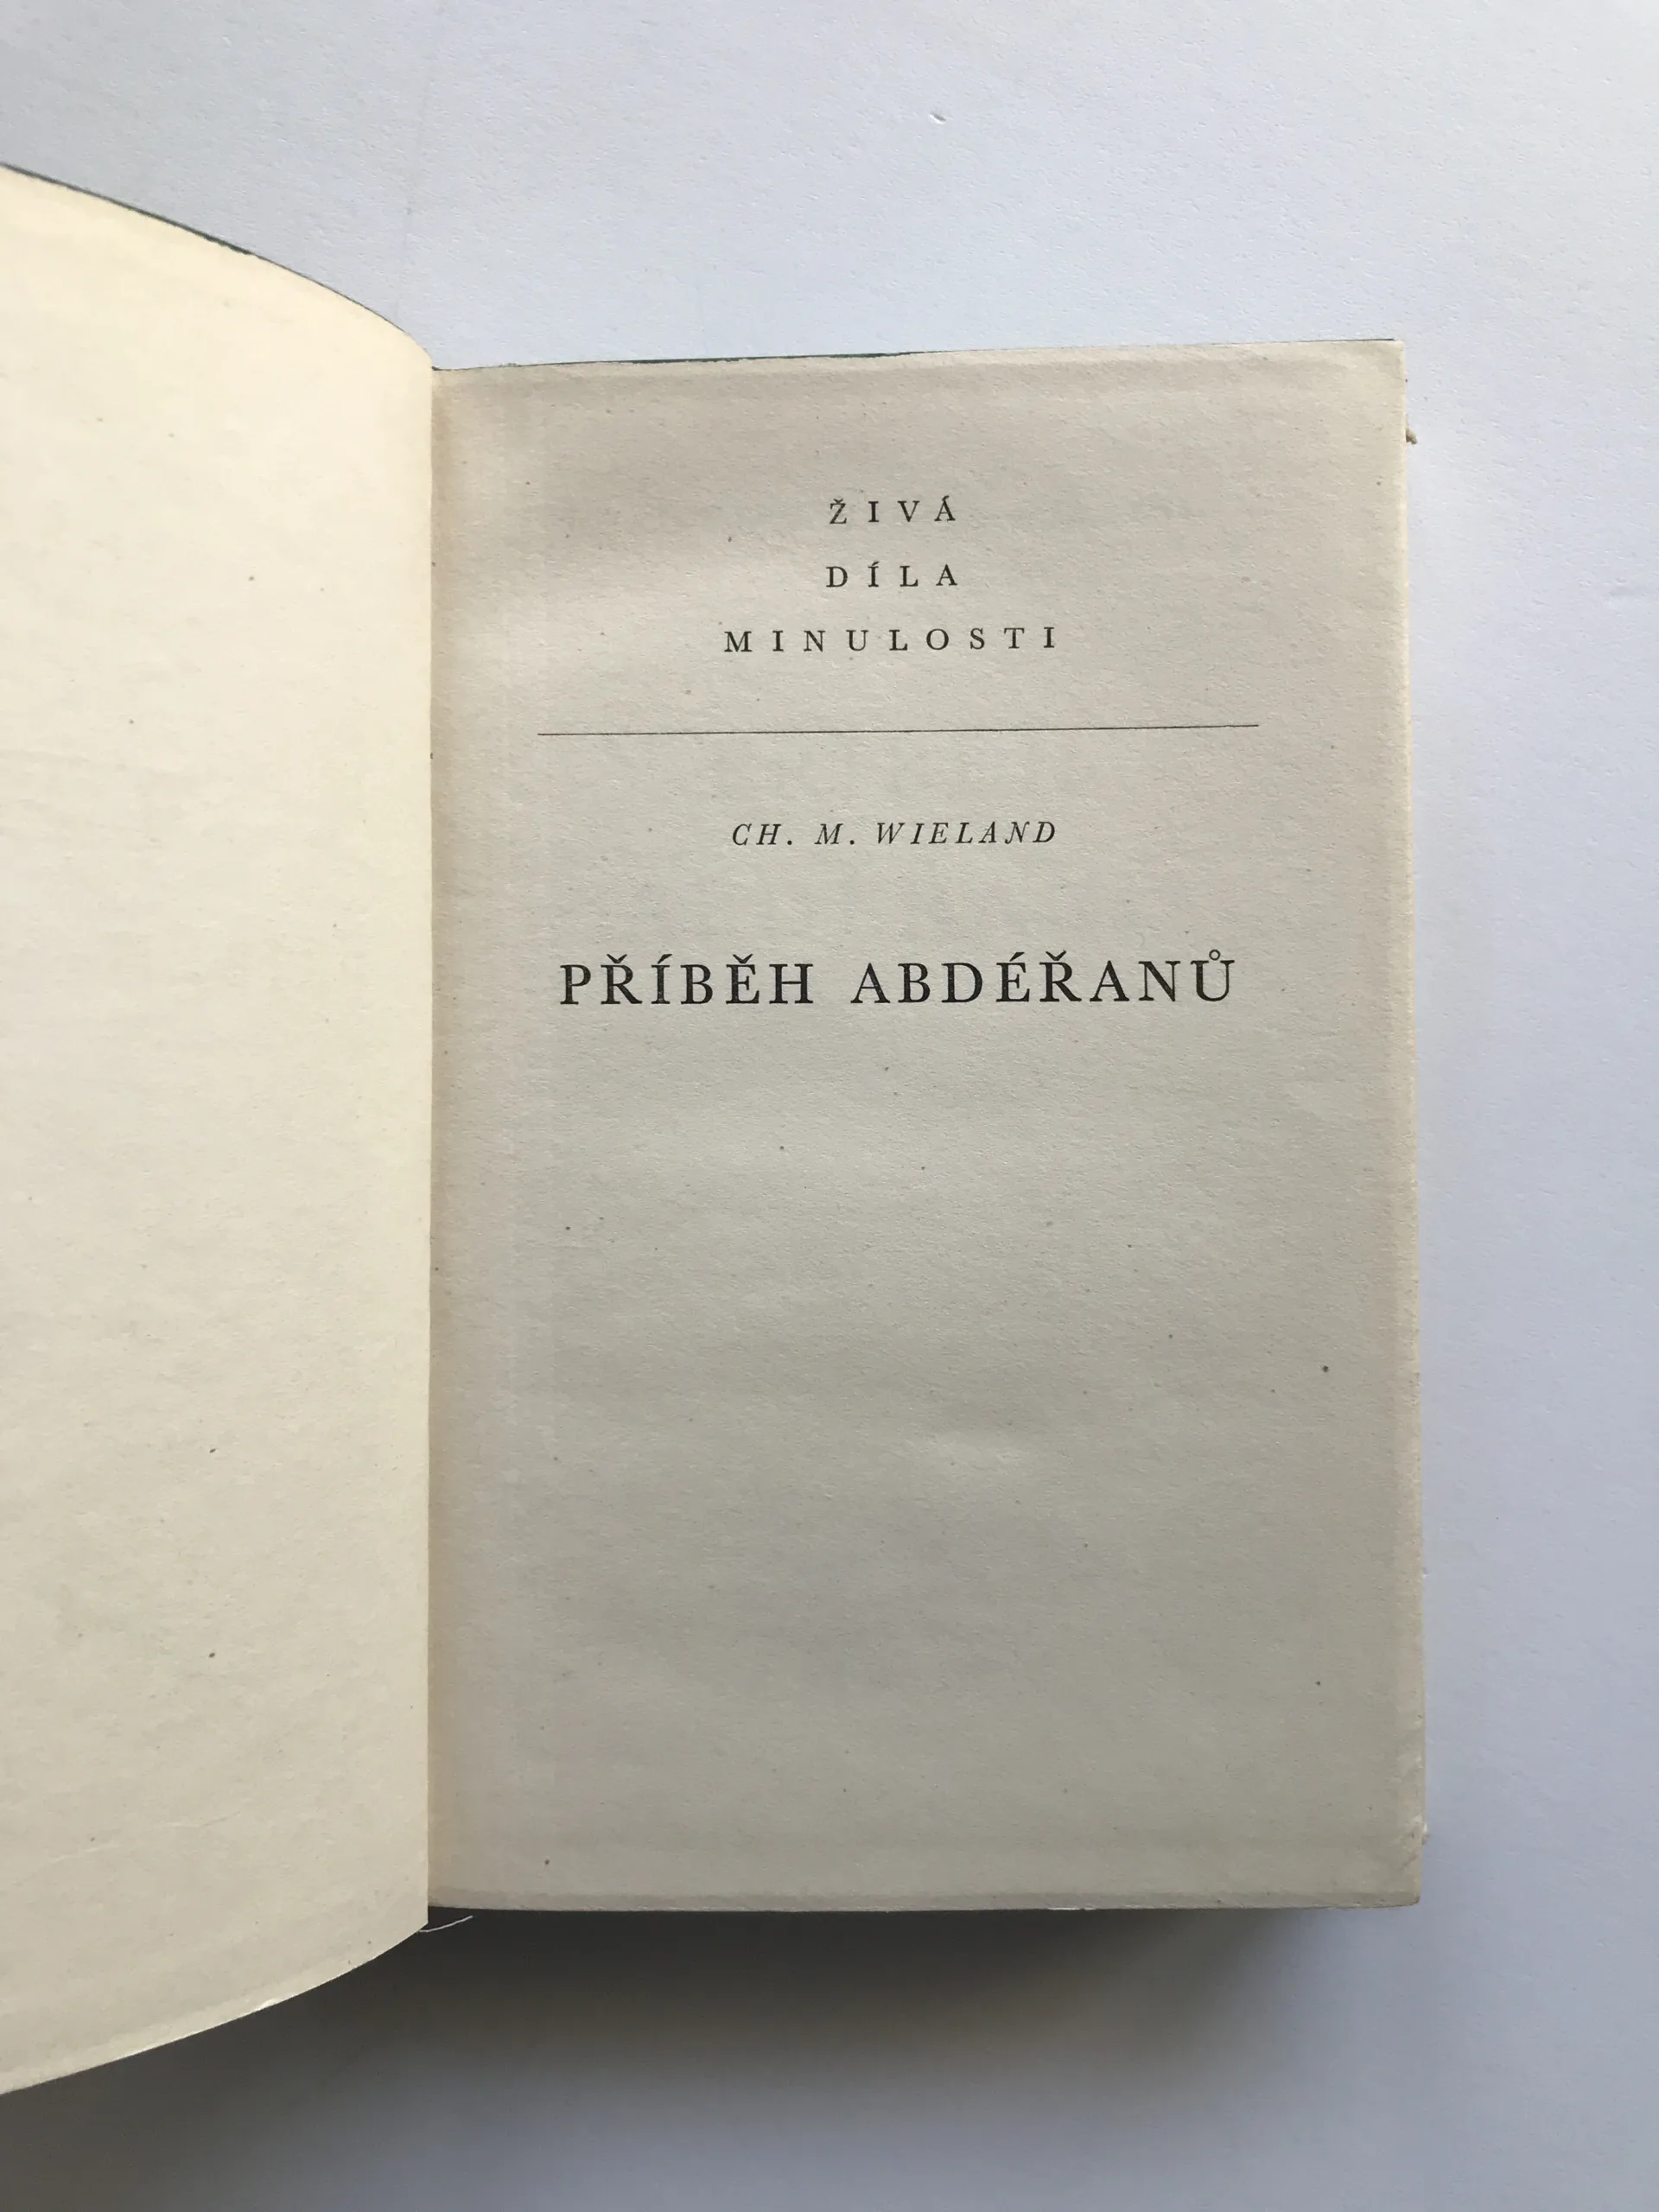 ŽIVÁ
DÍLA
MINULOSTI
CH. M. WIELAND
PŘÍBĚH ABDÉŘANŮ